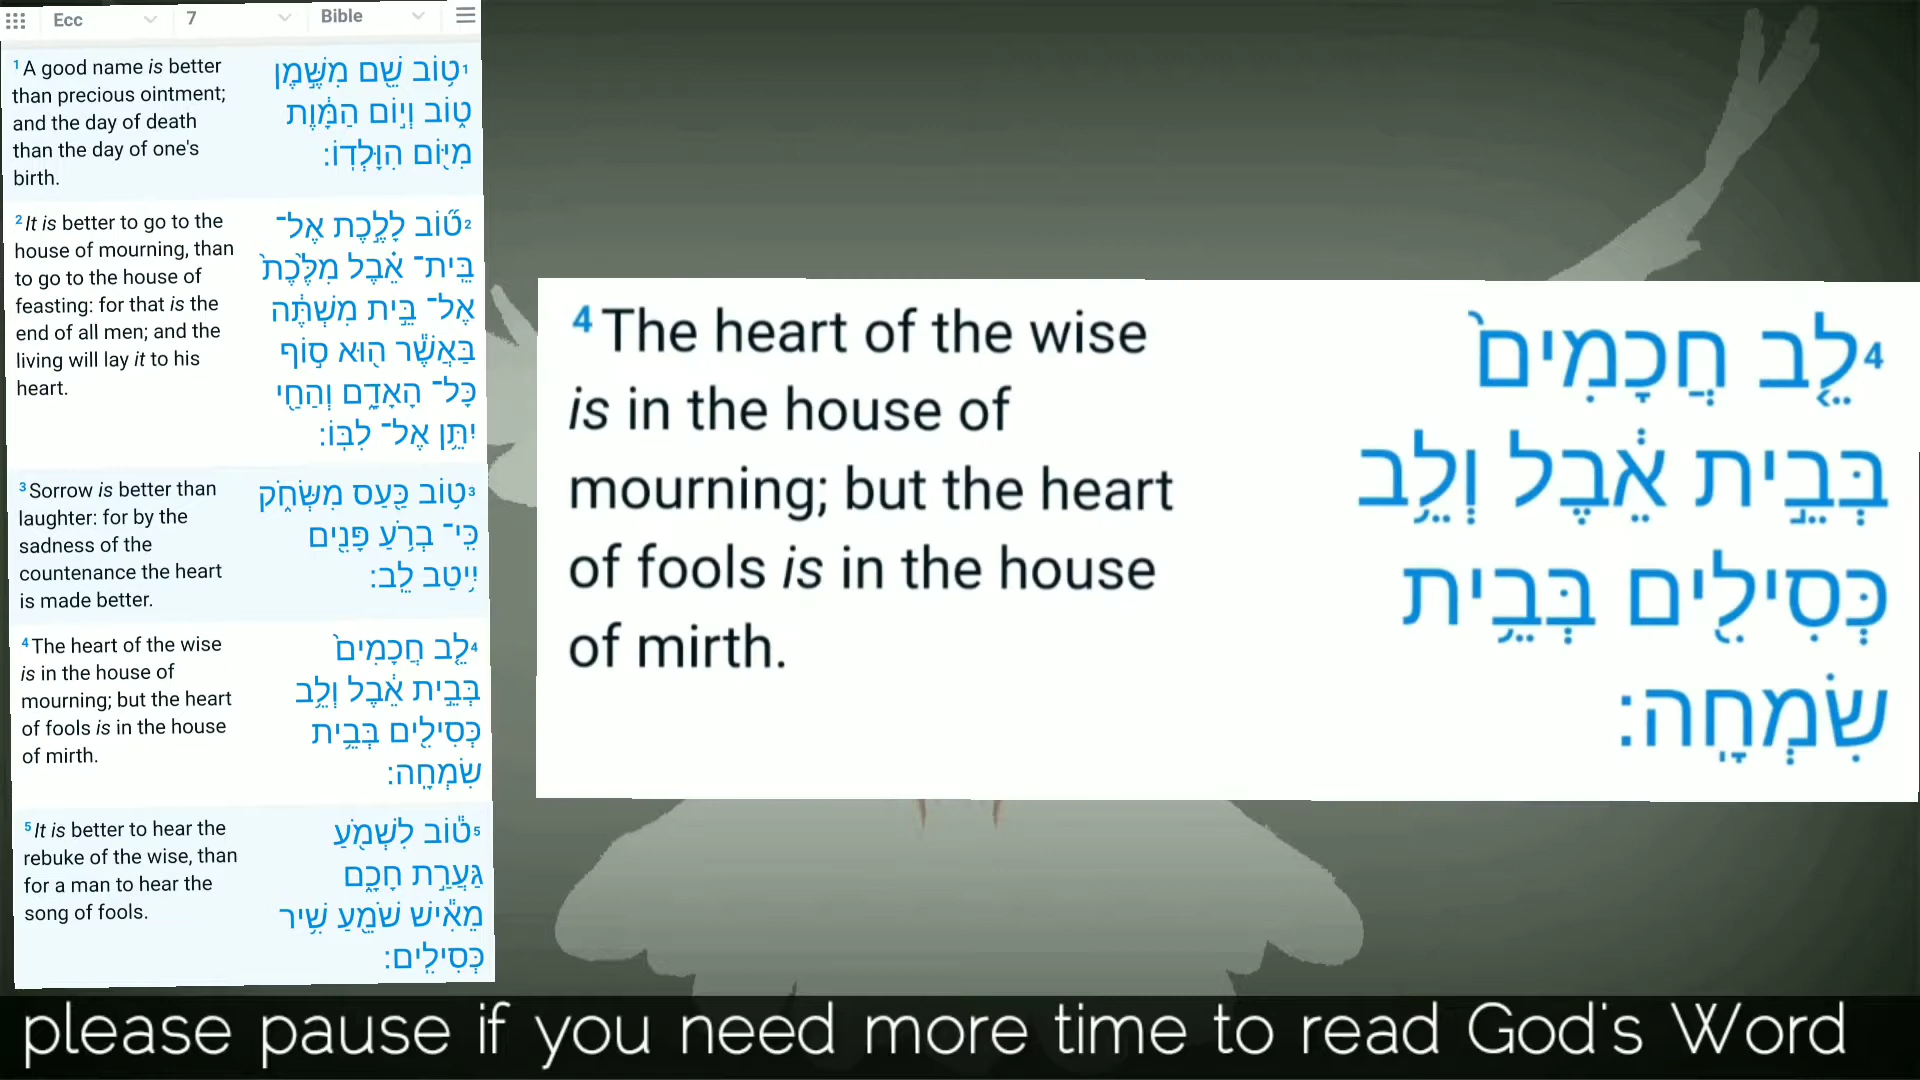 Ecc 7 Bible
1 A good name is better
than precious ointment;
and the day of death
than the day of one's
birth.
1 ט֥וֹב שֵׁ֖ם מִשֶּׁ֣מֶן
ט֑וֹב וְי֣וֹם הַמָּ֔וֶת
מִיּ֖וֹם הִוָּלְדֽוֹ׃
2 It is better to go to the
house of mourning, than
to go to the house of
feasting: for that is the
end of all men; and the
living will lay it to his
heart.
2 ט֞וֹב לָלֶ֣כֶת אֶל־
בֵּֽית־ אֵ֗בֶל מִלֶּ֙כֶת֙
אֶל־ בֵּ֣ית מִשְׁתֶּ֔ה
בַּאֲשֶׁ֕ר ה֖וּא ס֣וֹף
כָּל־ הָאָדָ֑ם וְהַחַ֖י
יִתֵּ֥ן אֶל־ לִבּֽוֹ׃
3 Sorrow is better than
laughter: for by the
sadness of the
countenance the heart
is made better.
3 ט֥וֹב כַּ֖עַס מִשְּׂחֹ֑ק
כִּֽי־ בְרֹ֥עַ פָּנִ֖ים
יִ֥יטַב לֵֽב׃
4 The heart of the wise
is in the house of
mourning; but the heart
of fools is in the house
of mirth.
4 לֵ֤ב חֲכָמִים֙
בְּבֵ֣ית אֵ֔בֶל וְלֵ֥ב
כְּסִילִ֖ים בְּבֵ֥ית
שִׂמְחָֽה׃
5 It is better to hear the
rebuke of the wise, than
for a man to hear the
song of fools.
5 ט֕וֹב לִשְׁמֹ֖עַ
גַּעֲרַ֣ת חָכָ֑ם
מֵאִ֕ישׁ שֹׁמֵ֖עַ שִׁ֥יר
כְּסִילִֽים׃
4 The heart of the wise
is in the house of
mourning; but the heart
of fools is in the house
of mirth.
4 לֵ֤ב חֲכָמִים֙
בְּבֵ֣ית אֵ֔בֶל וְלֵ֥ב
כְּסִילִ֖ים בְּבֵ֥ית
שִׂמְחָֽה׃
please pause if you need more time to read God's Word